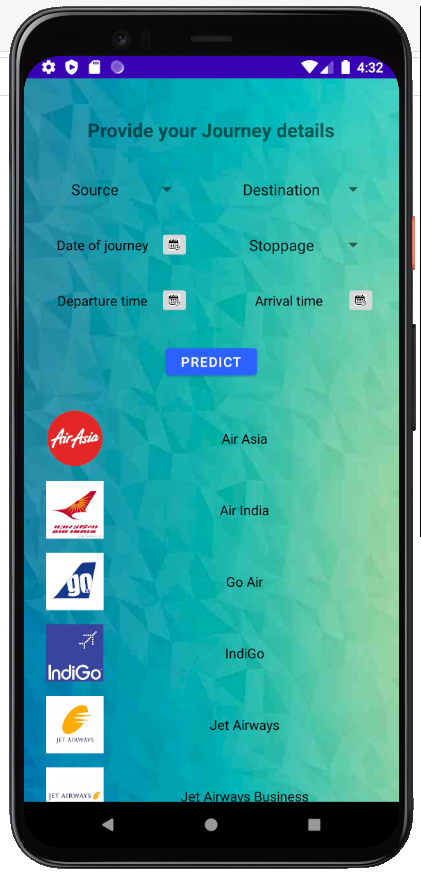 4:32
Provide your Journey details
Source Destination
Date of journey Stoppage
Departure time Arrival time
PREDICT
AirAsia
Air Asia
AIR INDIA
Air India
GO
Go Air
IndiGo
IndiGo
JET AIRWAYS
Jet Airways
JET AIRWAYS
Jet Airways Business